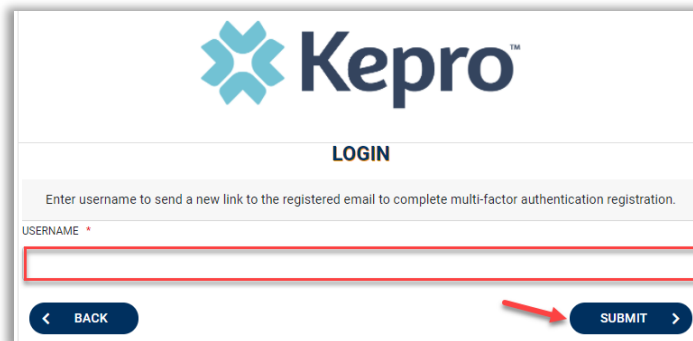 Kepro™
LOGIN
Enter username to send a new link to the registered email to complete multi-factor authentication registration.
USERNAME *
BACK
SUBMIT